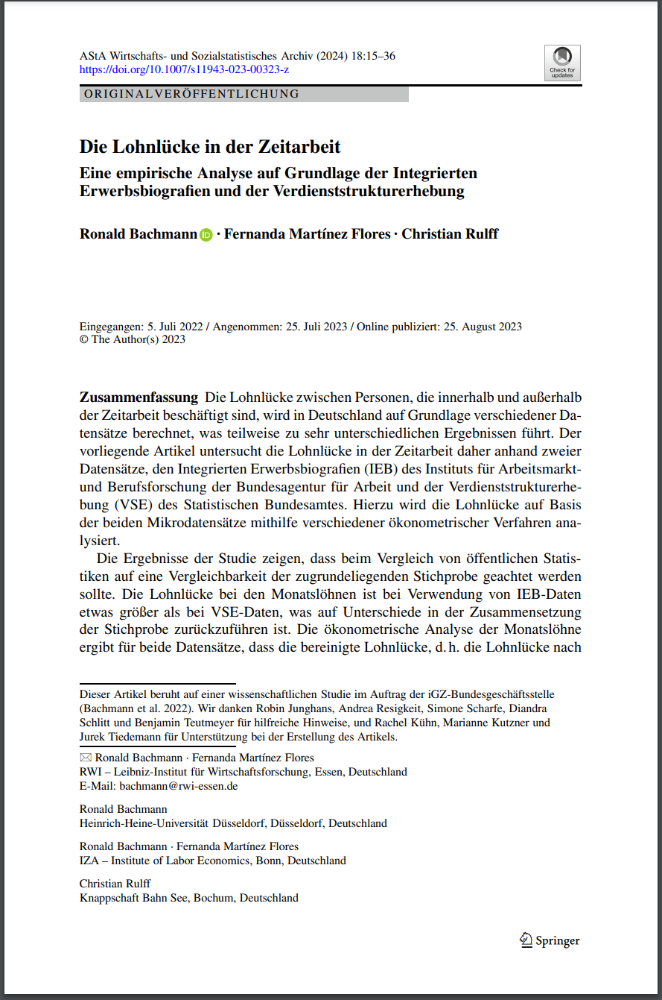 AStA Wirtschafts- und Sozialstatistisches Archiv (2024) 18:15–36
https://doi.org/10.1007/s11943-023-00323-z
Check for
updates
ORIGINALVERÖFFENTLICHUNG
Die Lohnlücke in der Zeitarbeit
Eine empirische Analyse auf Grundlage der Integrierten
Erwerbsbiografien und der Verdienststrukturerhebung
Ronald Bachmann iD · Fernanda Martínez Flores · Christian Rulff
Eingegangen: 5. Juli 2022 / Angenommen: 25. Juli 2023 / Online publiziert: 25. August 2023
© The Author(s) 2023
Zusammenfassung Die Lohnlücke zwischen Personen, die innerhalb und außerhalb
der Zeitarbeit beschäftigt sind, wird in Deutschland auf Grundlage verschiedener Da-
tensätze berechnet, was teilweise zu sehr unterschiedlichen Ergebnissen führt. Der
vorliegende Artikel untersucht die Lohnlücke in der Zeitarbeit daher anhand zweier
Datensätze, den Integrierten Erwerbsbiografien (IEB) des Instituts für Arbeitsmarkt-
und Berufsforschung der Bundesagentur für Arbeit und der Verdienststrukturerhe-
bung (VSE) des Statistischen Bundesamtes. Hierzu wird die Lohnlücke auf Basis
der beiden Mikrodatensätze mithilfe verschiedener ökonometrischer Verfahren ana-
lysiert.
Die Ergebnisse der Studie zeigen, dass beim Vergleich von öffentlichen Statis-
tiken auf eine Vergleichbarkeit der zugrundeliegenden Stichprobe geachtet werden
sollte. Die Lohnlücke bei den Monatslöhnen ist bei Verwendung von IEB-Daten
etwas größer als bei VSE-Daten, was auf Unterschiede in der Zusammensetzung
der Stichprobe zurückzuführen ist. Die ökonometrische Analyse der Monatslöhne
ergibt für beide Datensätze, dass die bereinigte Lohnlücke, d. h. die Lohnlücke nach
Dieser Artikel beruht auf einer wissenschaftlichen Studie im Auftrag der iGZ-Bundesgeschäftsstelle
(Bachmann et al. 2022). Wir danken Robin Junghans, Andrea Resigkeit, Simone Scharfe, Diandra
Schlitt und Benjamin Teutmeyer für hilfreiche Hinweise, und Rachel Kühn, Marianne Kutzner und
Jurek Tiedemann für Unterstützung bei der Erstellung des Artikels.
Ronald Bachmann · Fernanda Martínez Flores
RWI – Leibniz-Institut für Wirtschaftsforschung, Essen, Deutschland
E-Mail: bachmann@rwi-essen.de
Ronald Bachmann
Heinrich-Heine-Universität Düsseldorf, Düsseldorf, Deutschland
Ronald Bachmann · Fernanda Martínez Flores
IZA – Institute of Labor Economics, Bonn, Deutschland
Christian Rulff
Knappschaft Bahn See, Bochum, Deutschland
Springer